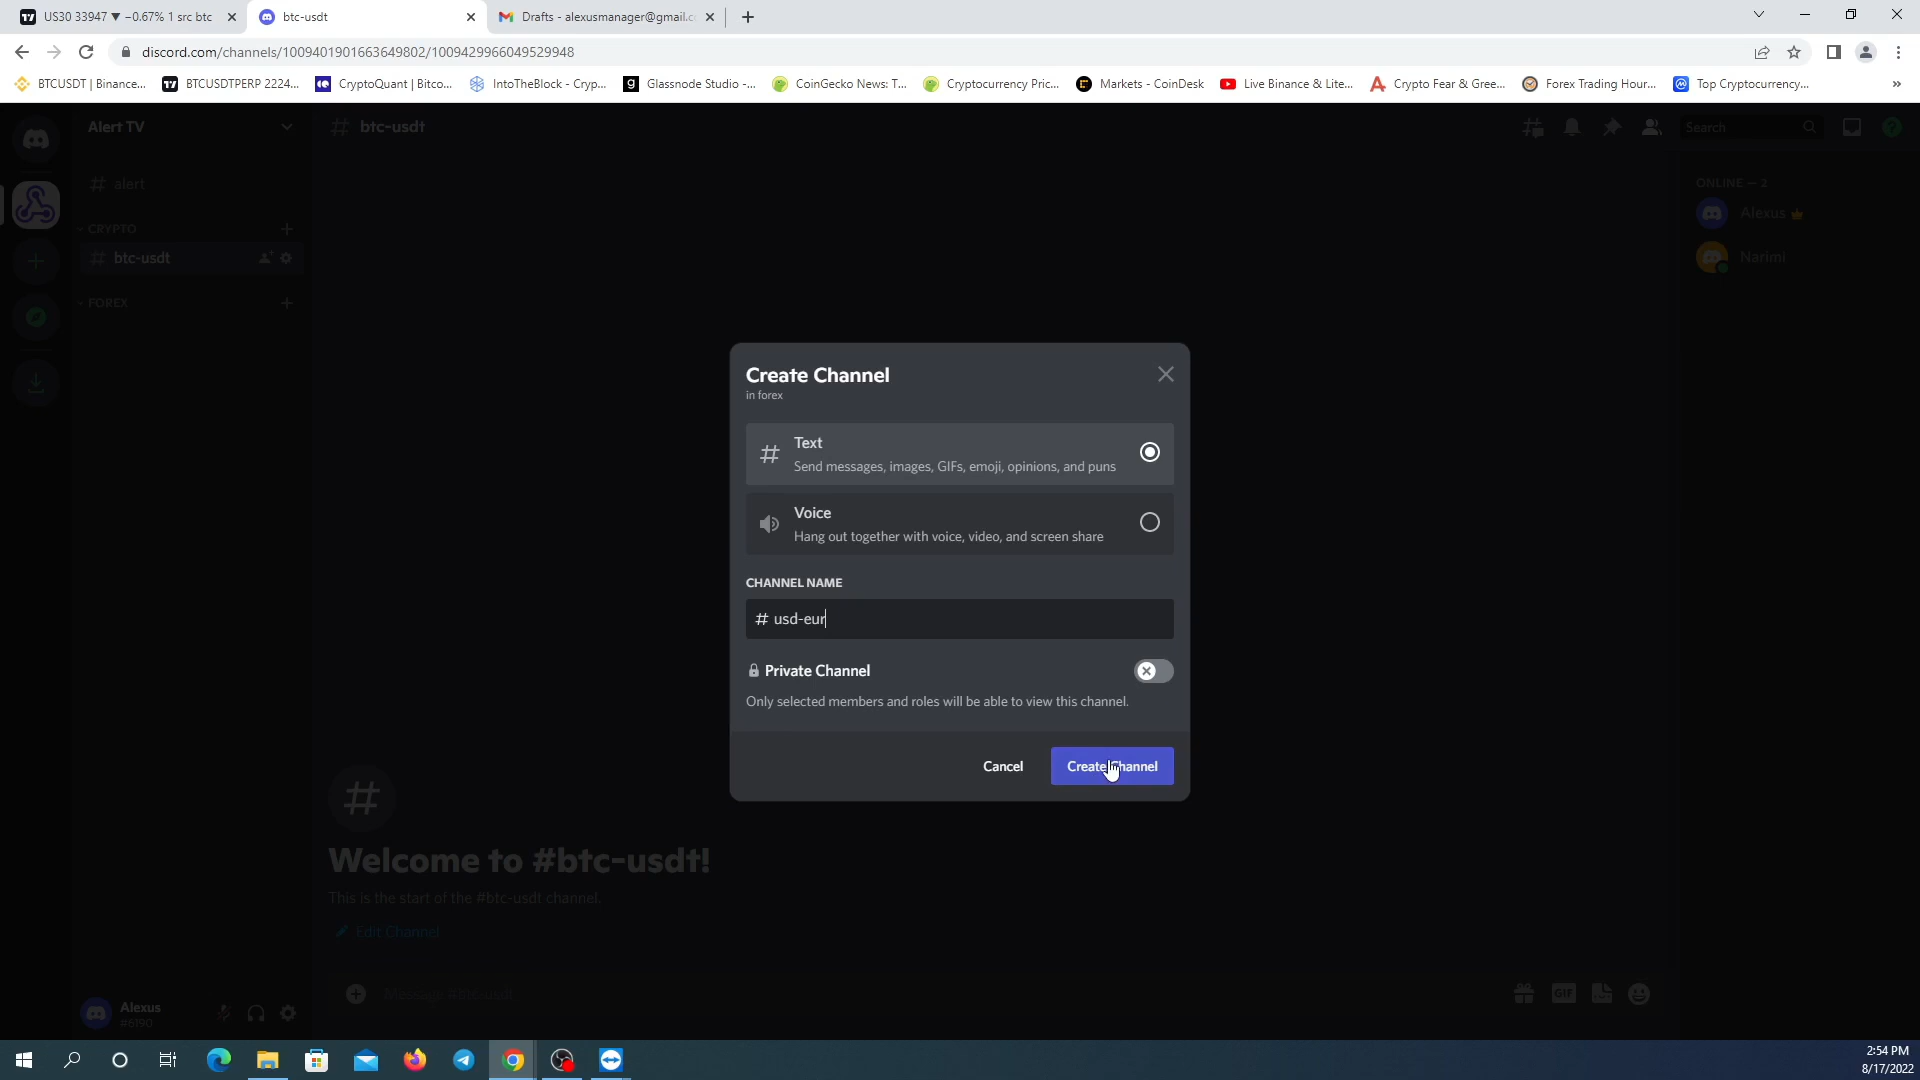 US30 33947 ▼ −0.67% 1 src btc
btc-usdt
Drafts - alexusmanager@gmail.c
discord.com/channels/1009401901663649802/1009429966049529948
BTCUSDT | Binance...
BTCUSDTPERP 2224...
CryptoQuant | Bitco...
IntoTheBlock - Cryp...
Glassnode Studio -...
CoinGecko News: T...
Cryptocurrency Pric...
Markets - CoinDesk
Live Binance & Lite...
Crypto Fear & Gree...
Forex Trading Hour...
Top Cryptocurrency...
Alert TV
# btc-usdt
Search
# alert
ONLINE — 2
Alexus
CRYPTO
# btc-usdt
Narimi
FOREX
Create Channel
in forex
# Text
Send messages, images, GIFs, emoji, opinions, and puns
Voice
Hang out together with voice, video, and screen share
CHANNEL NAME
# usd-eur
Private Channel
Only selected members and roles will be able to view this channel.
Cancel
Create Channel
#
Welcome to #btc-usdt!
This is the start of the #btc-usdt channel.
Edit Channel
Message #btc-usdt
GIF
Alexus
#6190
2:54 PM
8/17/2022